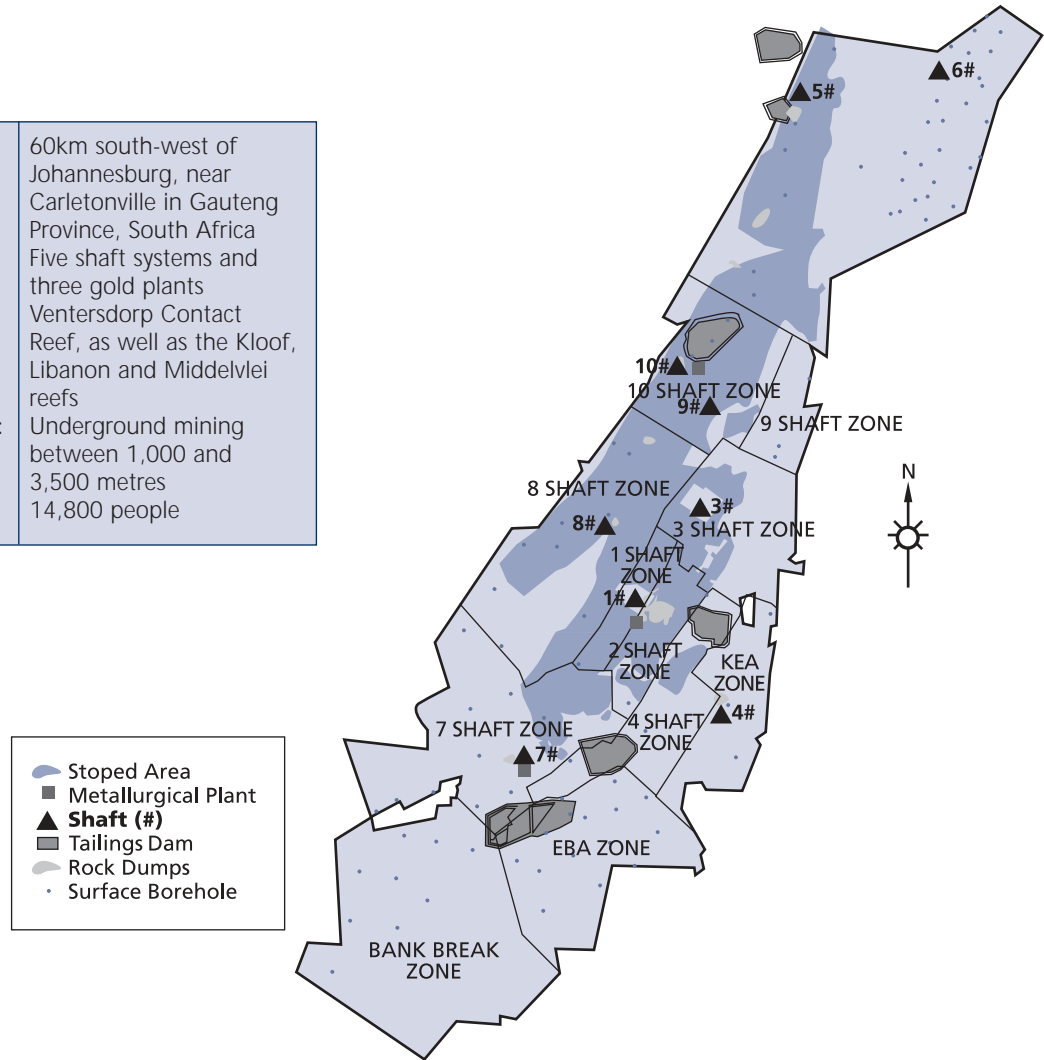 60km south-west of
Johannesburg, near
Carletonville in Gauteng
Province, South Africa
Five shaft systems and
three gold plants
Ventersdorp Contact
Reef, as well as the Kloof,
Libanon and Middelvlei
reefs
: Underground mining
between 1,000 and
3,500 metres
14,800 people
6#
5#
10#
10 SHAFT ZONE
9#
9 SHAFT ZONE
N
8 SHAFT ZONE
3#
8#
3 SHAFT ZONE
1 SHAFT
ZONE
1#
2 SHAFT
ZONE
KEA
ZONE
4#
4 SHAFT
ZONE
7 SHAFT ZONE
7#
EBA ZONE
BANK BREAK
ZONE
Stoped Area
Metallurgical Plant
Shaft (#)
Tailings Dam
Rock Dumps
Surface Borehole